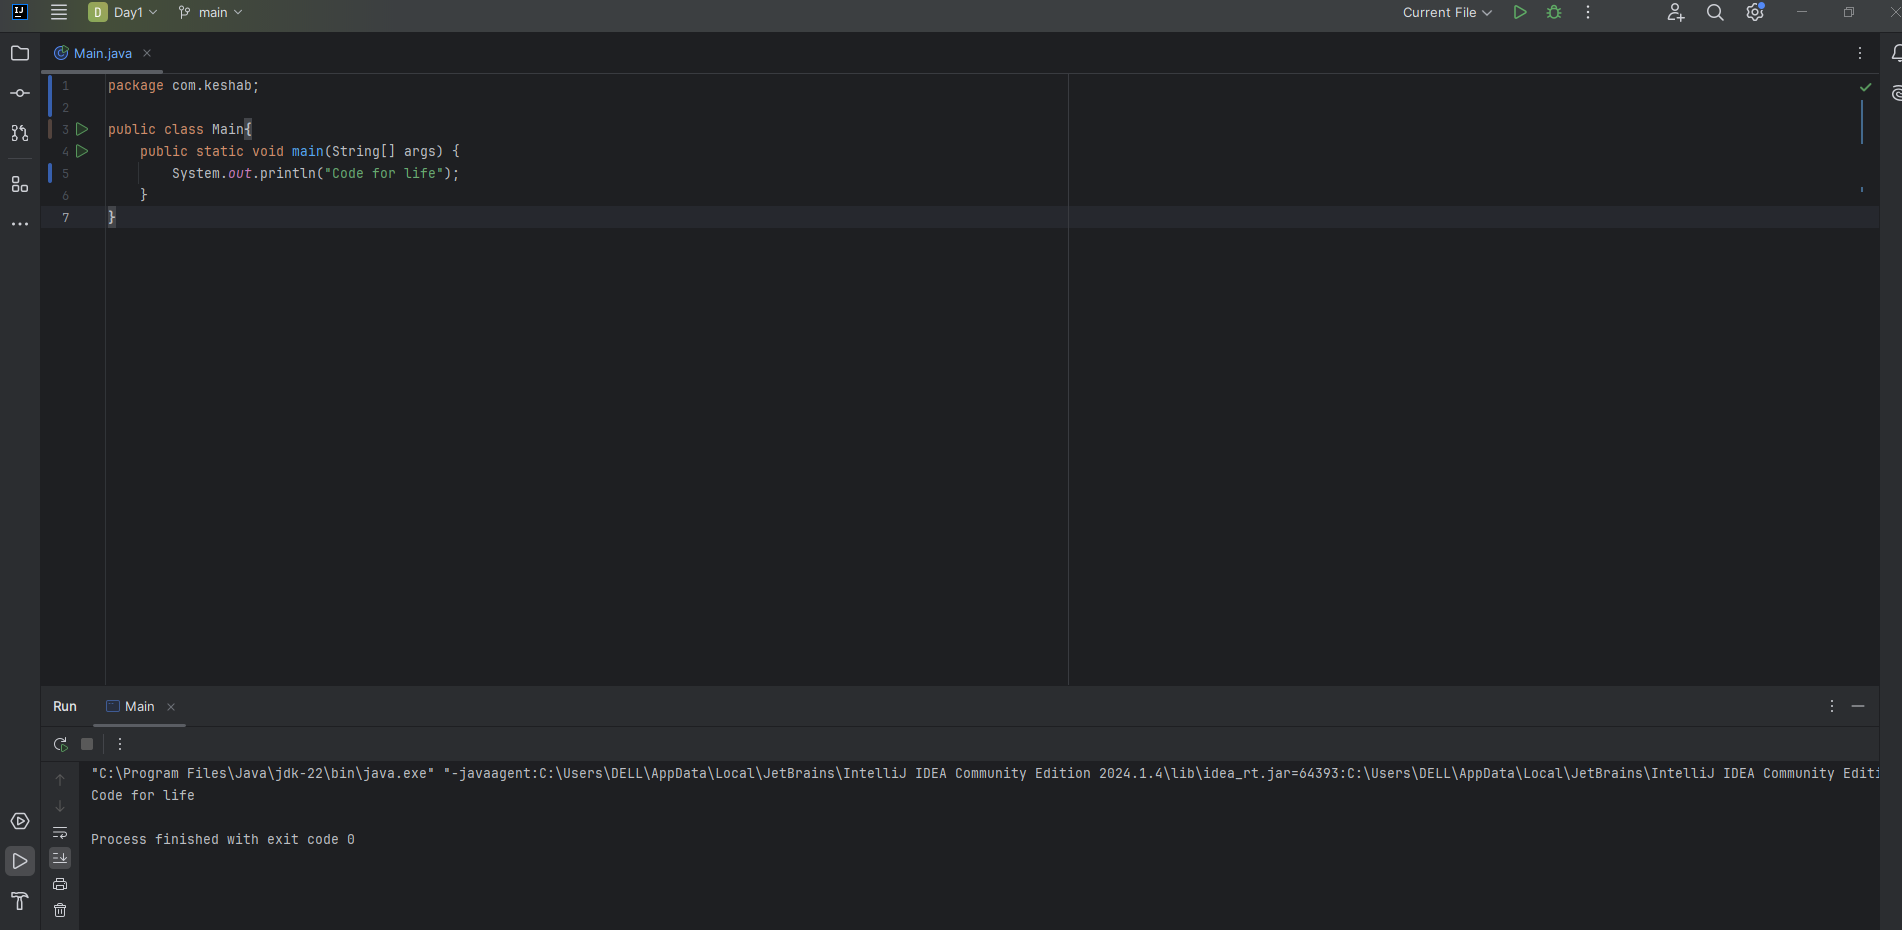 IJ
D Day1 main Current File
Main.java
1 package com.keshab;
2
3 public class Main{
4 public static void main(String[] args) {
5 System.out.println("Code for life");
6 }
7 }
Run Main
"C:\Program Files\Java\jdk-22\bin\java.exe" "-javaagent:C:\Users\DELL\AppData\Local\JetBrains\IntelliJ IDEA Community Edition 2024.1.4\lib\idea_rt.jar=64393:C:\Users\DELL\AppData\Local\JetBrains\IntelliJ IDEA Community Editi
Code for life
Process finished with exit code 0